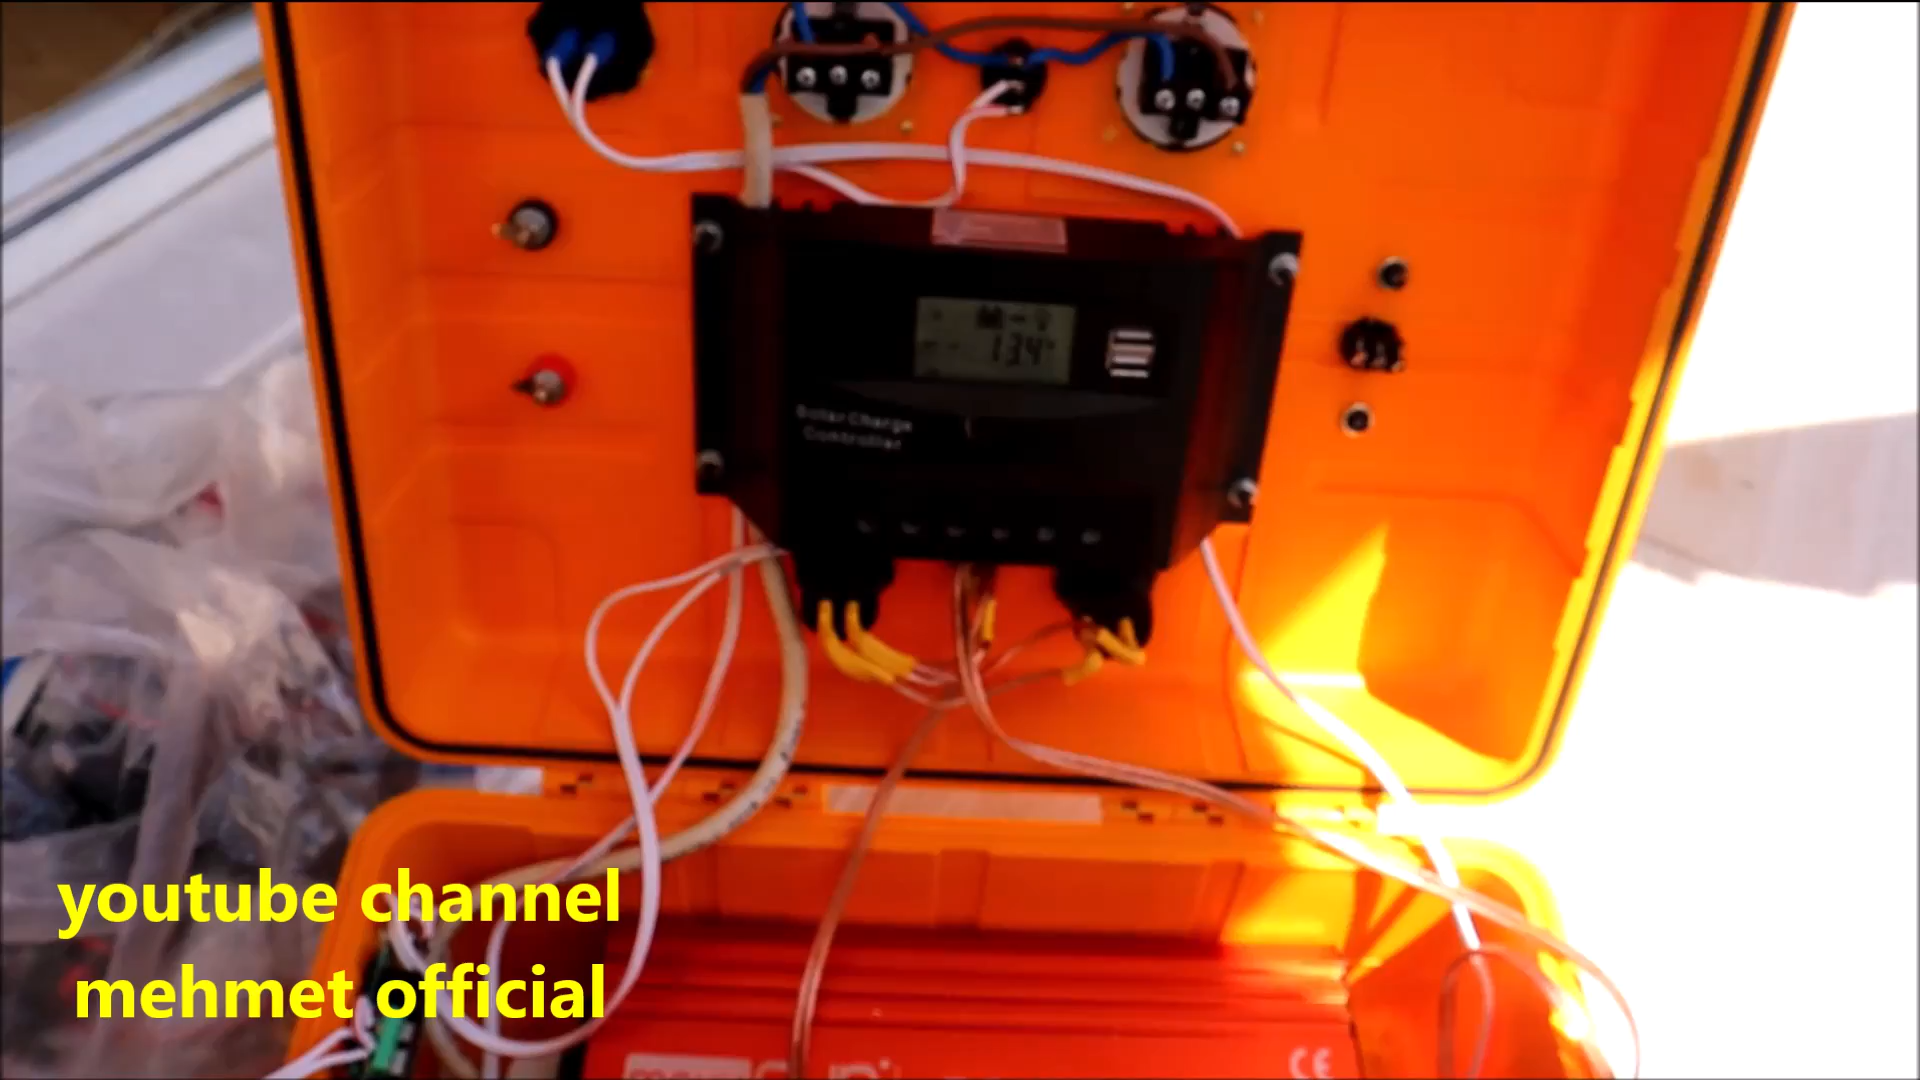 13.4
Solar Charge
Controller
youtube channel
mehmet official
CE